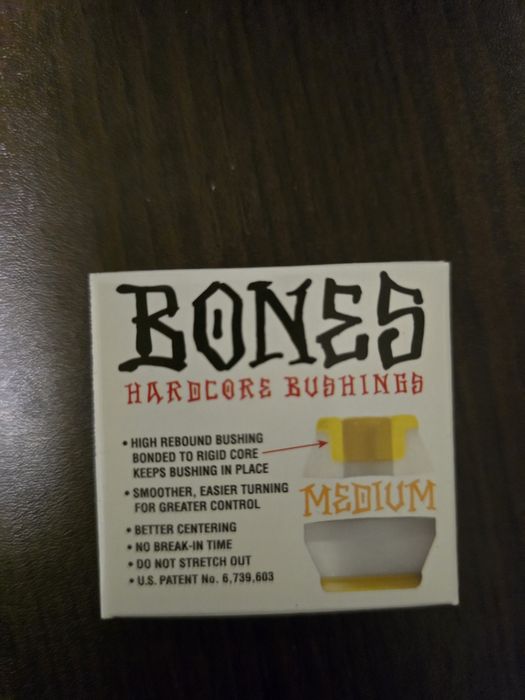 BONES
HARDCORE BUSHINGS
• HIGH REBOUND BUSHING
BONDED TO RIGID CORE
KEEPS BUSHING IN PLACE
• SMOOTHER, EASIER TURNING
FOR GREATER CONTROL
• BETTER CENTERING
• NO BREAK-IN TIME
• DO NOT STRETCH OUT
• U.S. PATENT No. 6,739,603
MEDIUM